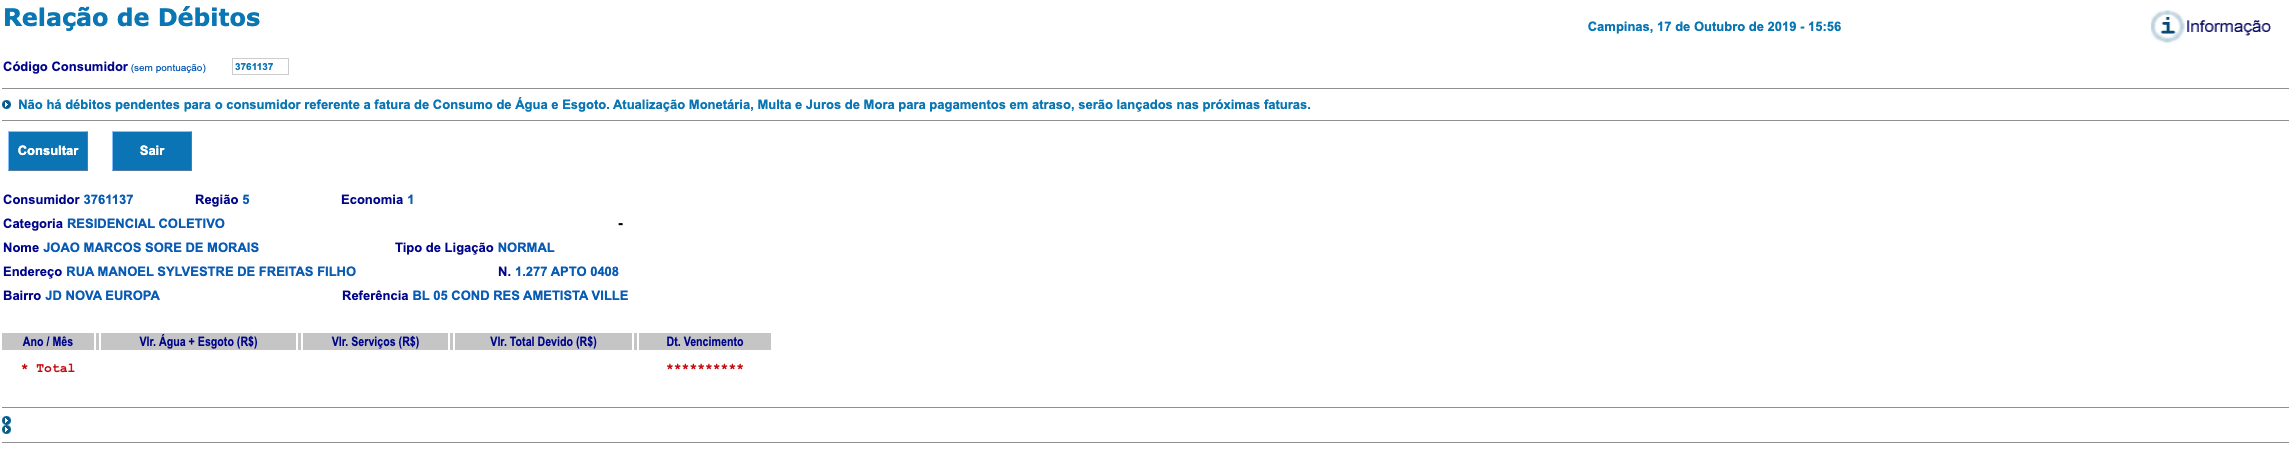 Relação de Débitos
Campinas, 17 de Outubro de 2019 - 15:56
Informação
Código Consumidor (sem pontuação) 3761137
Não há débitos pendentes para o consumidor referente a fatura de Consumo de Água e Esgoto. Atualização Monetária, Multa e Juros de Mora para pagamentos em atraso, serão lançados nas próximas faturas.
Consultar Sair
Consumidor 3761137 Região 5 Economia 1
Categoria RESIDENCIAL COLETIVO -
Nome JOAO MARCOS SORE DE MORAIS Tipo de Ligação NORMAL
Endereço RUA MANOEL SYLVESTRE DE FREITAS FILHO N. 1.277 APTO 0408
Bairro JD NOVA EUROPA Referência BL 05 COND RES AMETISTA VILLE
Ano / Mês Vlr. Água + Esgoto (R$) Vlr. Serviços (R$) Vlr. Total Devido (R$) Dt. Vencimento
* Total **********